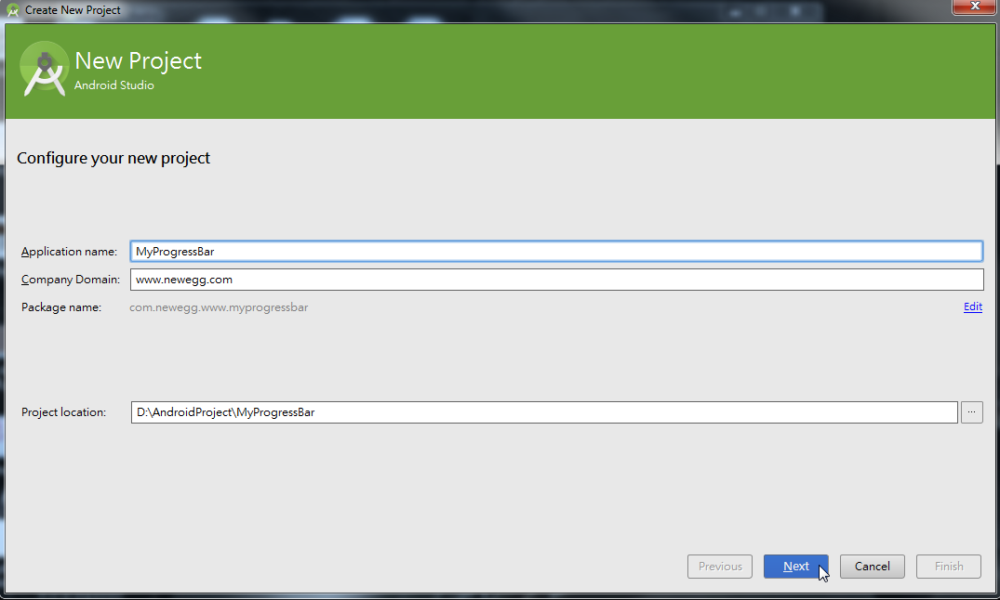 Create New Project
New Project
Android Studio
Configure your new project
Application name: MyProgressBar
Company Domain: www.newegg.com
Package name: com.newegg.www.myprogressbar Edit
Project location: D:\AndroidProject\MyProgressBar ...
Previous Next Cancel Finish